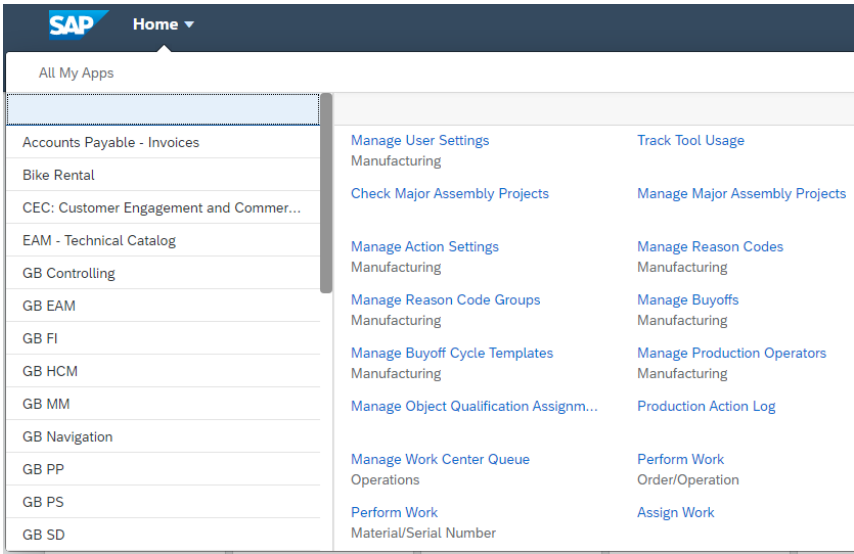 SAP Home
All My Apps
Accounts Payable - Invoices
Bike Rental
CEC: Customer Engagement and Commer...
EAM - Technical Catalog
GB Controlling
GB EAM
GB FI
GB HCM
GB MM
GB Navigation
GB PP
GB PS
GB SD
Manage User Settings
Manufacturing
Track Tool Usage
Check Major Assembly Projects
Manage Major Assembly Projects
Manage Action Settings
Manufacturing
Manage Reason Codes
Manufacturing
Manage Reason Code Groups
Manufacturing
Manage Buyoffs
Manufacturing
Manage Buyoff Cycle Templates
Manufacturing
Manage Production Operators
Manufacturing
Manage Object Qualification Assignm...
Production Action Log
Manage Work Center Queue
Operations
Perform Work
Order/Operation
Perform Work
Material/Serial Number
Assign Work